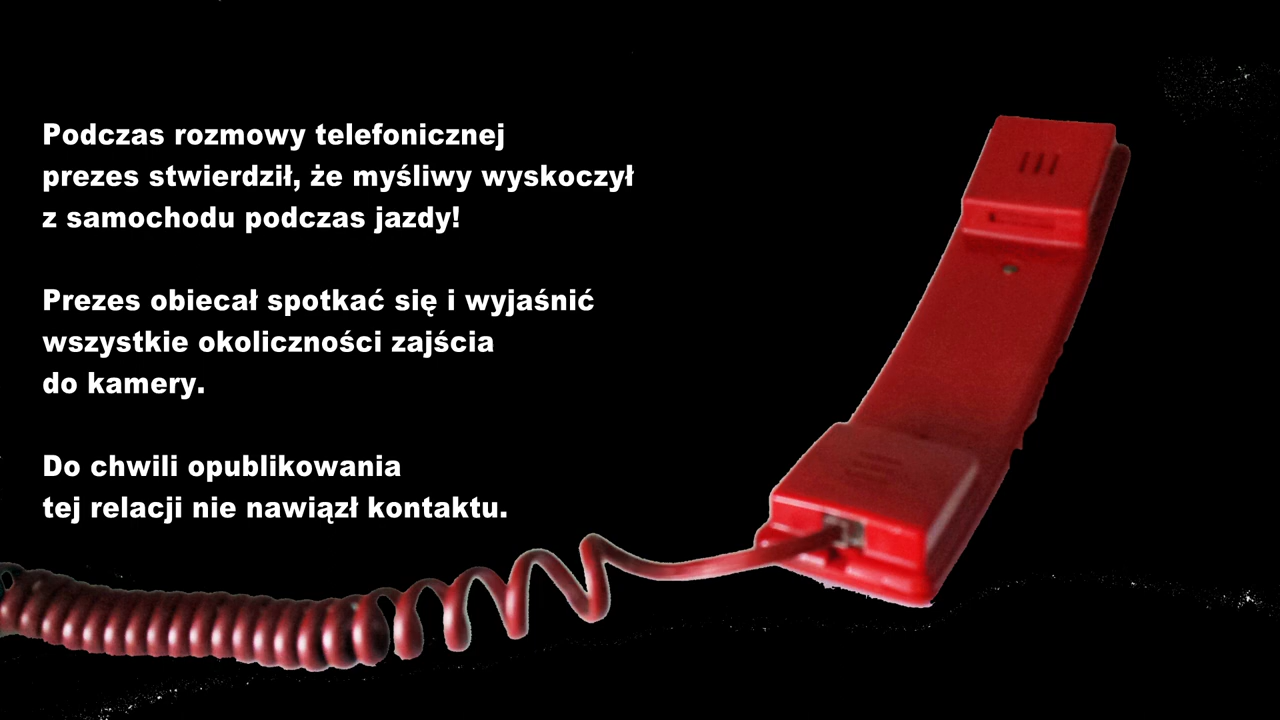 Podczas rozmowy telefonicznej
prezes stwierdził, że myśliwy wyskoczył
z samochodu podczas jazdy!
Prezes obiecał spotkać się i wyjaśnić
wszystkie okoliczności zajścia
do kamery.
Do chwili opublikowania
tej relacji nie nawiązł kontaktu.